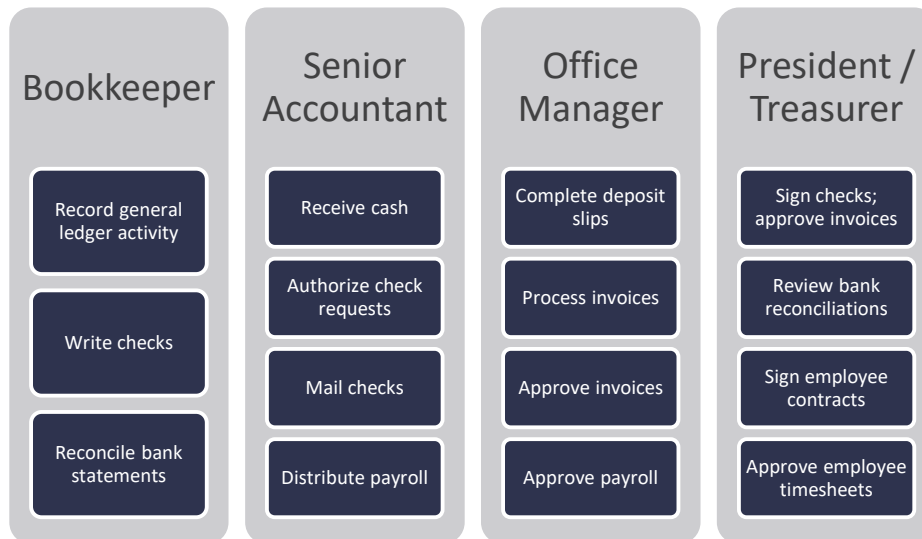 Bookkeeper
Record general
ledger activity
Write checks
Reconcile bank
statements
Senior
Accountant
Receive cash
Authorize check
requests
Mail checks
Distribute payroll
Office
Manager
Complete deposit
slips
Process invoices
Approve invoices
Approve payroll
President /
Treasurer
Sign checks;
approve invoices
Review bank
reconciliations
Sign employee
contracts
Approve employee
timesheets